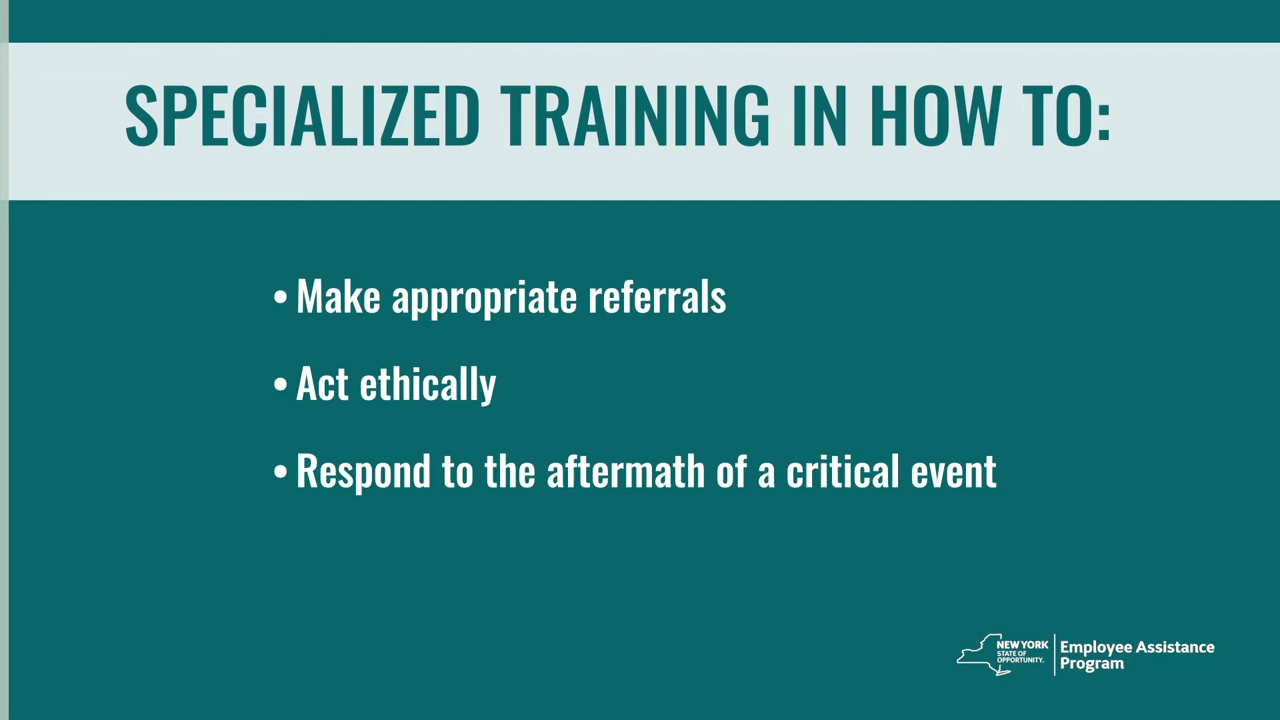 SPECIALIZED TRAINING IN HOW TO:
• Make appropriate referrals
• Act ethically
• Respond to the aftermath of a critical event
NEW YORK
STATE OF
OPPORTUNITY.
Employee Assistance
Program